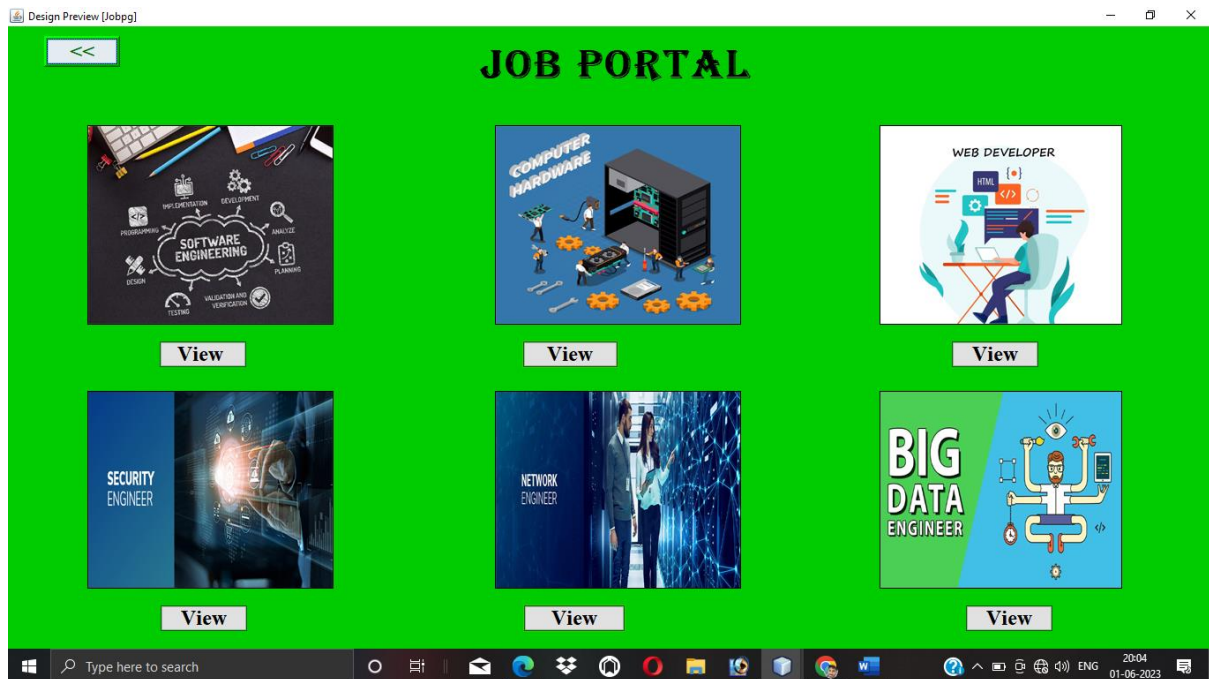 Design Preview [Jobpg]
<<
JOB PORTAL
IMPLEMENTATION
DEVELOPMENT
PROGRAMMING
ANALYZE
SOFTWARE
ENGINEERING
DESIGN
PLANNING
TESTING
VALIDATION AND
VERIFICATION
COMPUTER
HARDWARE
WEB DEVELOPER
HTML
{•}
</>
View
View
View
SECURITY
ENGINEER
NETWORK
ENGINEER
BIG
DATA
ENGINEER
</>
View
View
View
Type here to search
ENG
20:04
01-06-2023